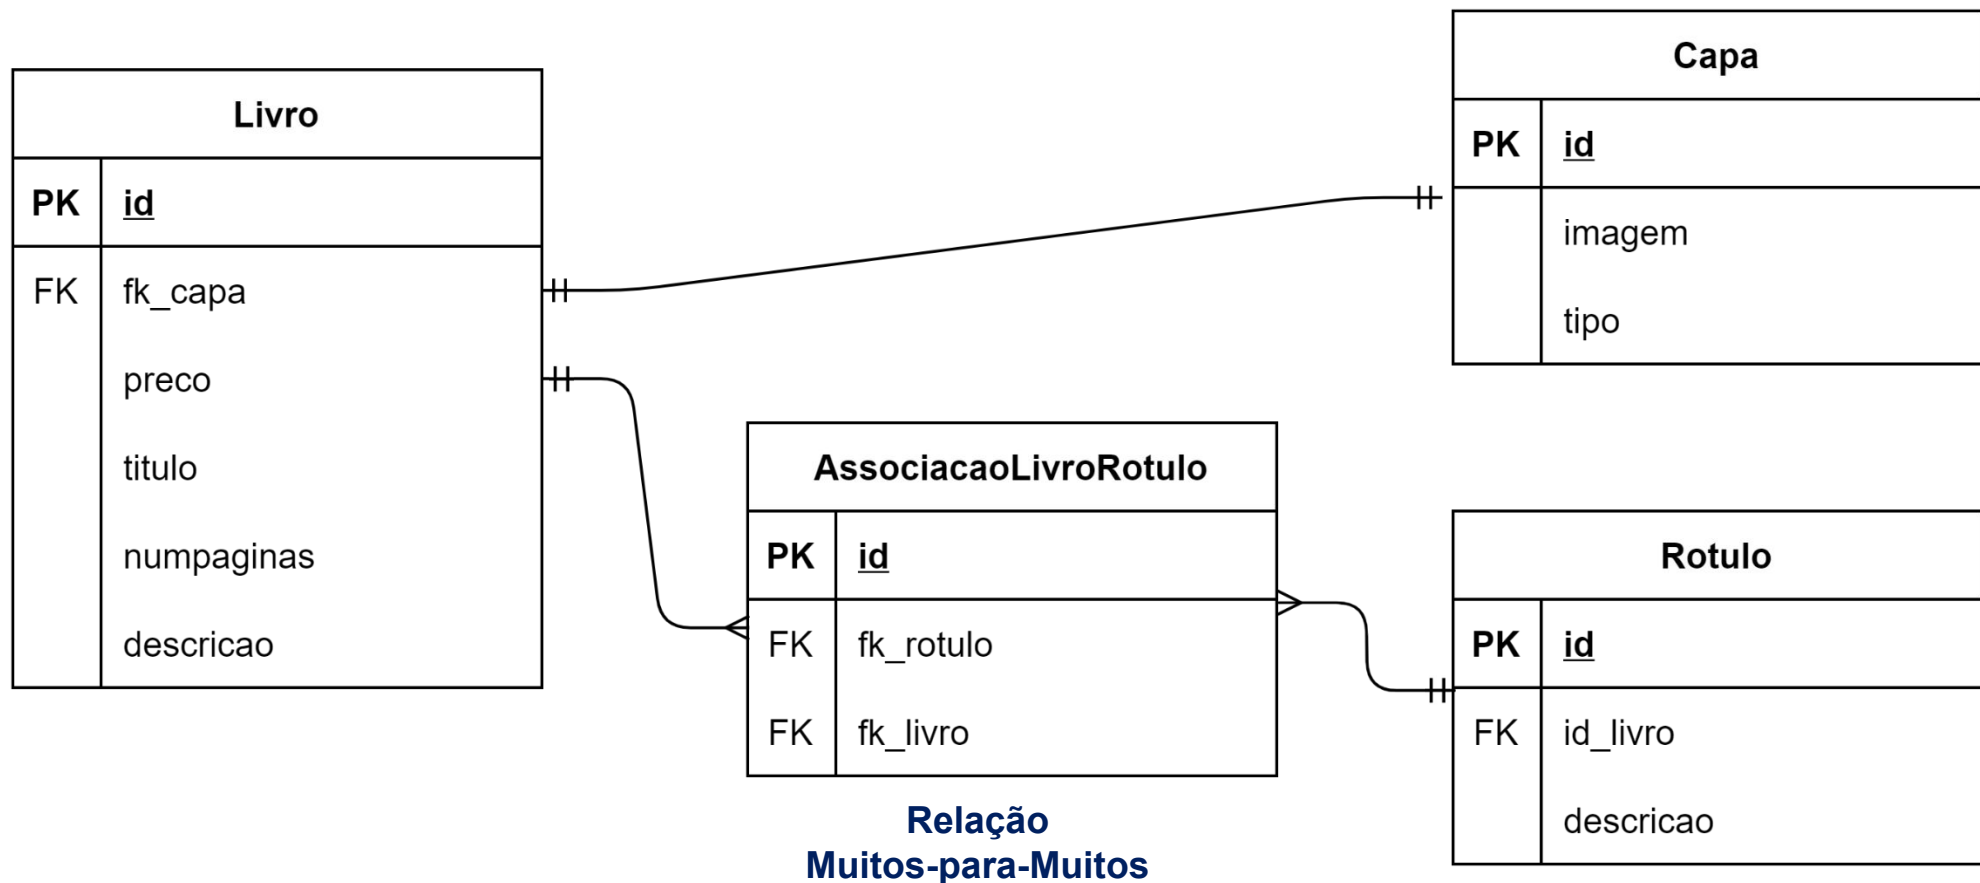 Livro
PK id
FK fk_capa
preco
titulo
numpaginas
descricao
Capa
PK id
imagem
tipo
AssociacaoLivroRotulo
PK id
FK fk_rotulo
FK fk_livro
Relação
Muitos-para-Muitos
Rotulo
PK id
FK id_livro
descricao